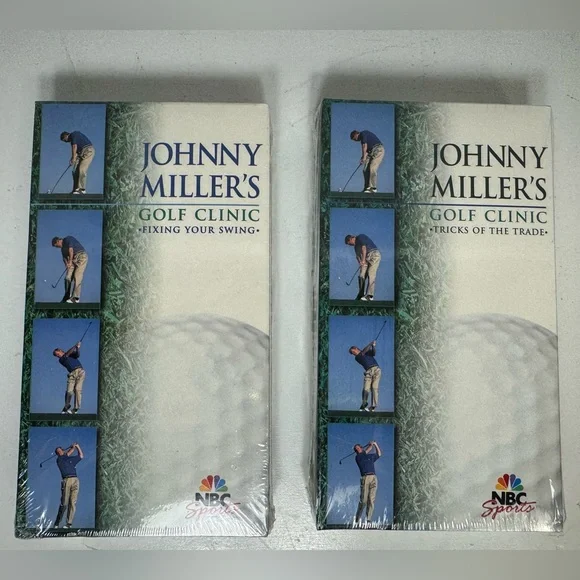 JOHNNY
MILLER'S
GOLF CLINIC
•FIXING YOUR SWING•
NBC
Sports
JOHNNY
MILLER'S
GOLF CLINIC
•TRICKS OF THE TRADE•
NBC
Sports